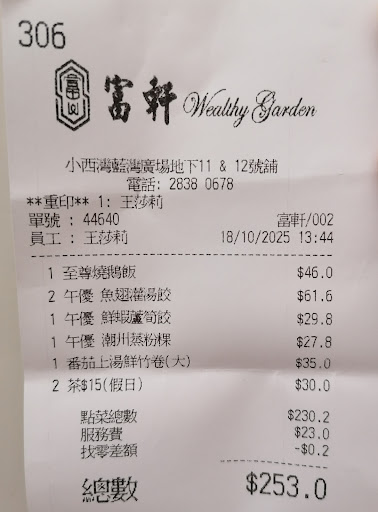 306
富軒 Wealthy Garden
小西灣藍灣廣場地下11 & 12號舖
電話: 2838 0678
**重印** 1: 王莎莉
單號 : 44640 富軒/002
員工 : 王莎莉 18/10/2025 13:44
1 至尊燒鵝飯 $46.0
2 午優 魚翅灌湯餃 $61.6
1 午優 鮮蝦蘆筍餃 $29.8
1 午優 潮州蒸粉粿 $27.8
1 番茄上湯鮮竹卷(大) $35.0
2 茶$15(假日) $30.0
點菜總數 $230.2
服務費 $23.0
找零差額 -$0.2
總數 $253.0